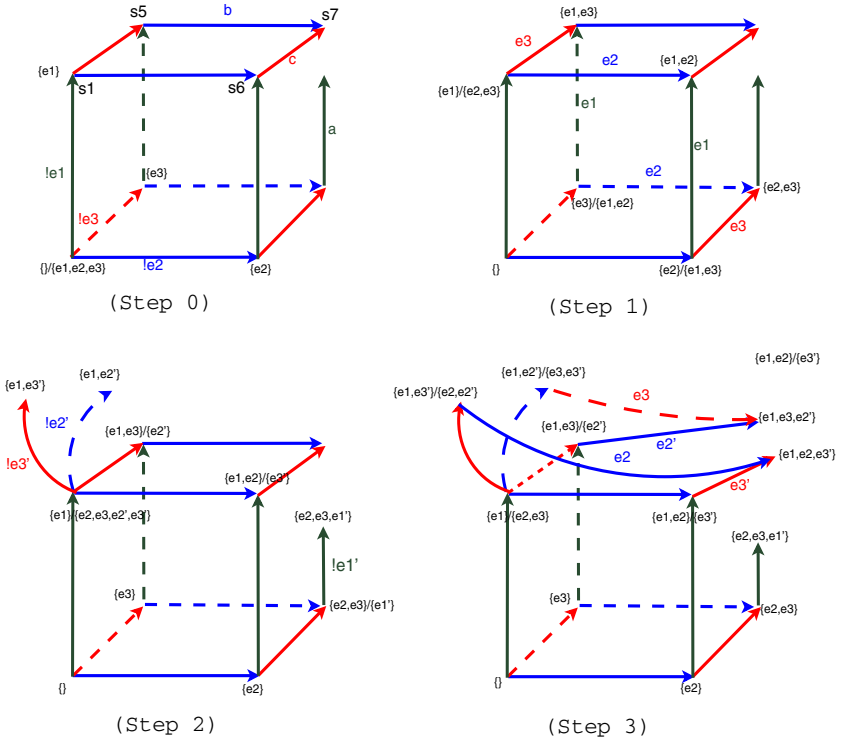 s5
b
s7
{e1}
s1
s6
c
!e1
a
{e3}
!e3
{}/{e1,e2,e3}
!e2
{e2}
(Step 0)
{e1,e3}
e3
e2
{e1,e2}
{e1}/{e2,e3}
e1
e1
e2
{e2,e3}
{e3}/{e1,e2}
e3
{}
{e2}/{e1,e3}
(Step 1)
{e1,e2'}
{e1,e3'}
!e2'
{e1,e3}/{e2'}
!e3'
{e1,e2}/{e3'}
{e1}/{e2,e3,e2',e3'}
{e2,e3,e1'}
!e1'
{e3}
{e2,e3}/{e1'}
{}
{e2}
(Step 2)
{e1,e2}/{e3'}
{e1,e2'}/{e3,e3'}
{e1,e3'}/{e2,e2'}
e3
{e1,e3,e2'}
{e1,e3}/{e2'}
e2'
e2
{e1,e2,e3'}
e3'
{e1}/{e2,e3}
{e1,e2}/{e3'}
{e2,e3,e1'}
{e3}
{e2,e3}
{}
{e2}
(Step 3)